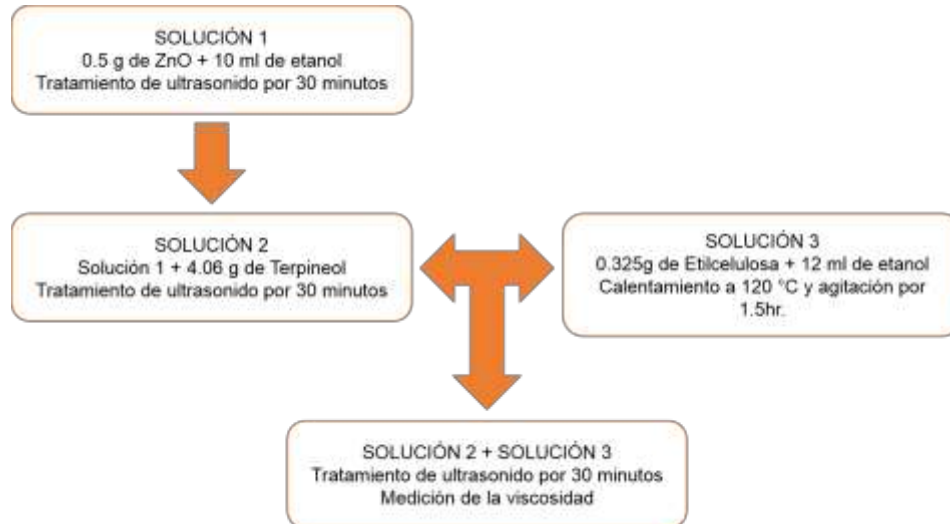 SOLUCIÓN 1
0.5 g de ZnO + 10 ml de etanol
Tratamiento de ultrasonido por 30 minutos
SOLUCIÓN 2
Solución 1 + 4.06 g de Terpineol
Tratamiento de ultrasonido por 30 minutos
SOLUCIÓN 3
0.325g de Etilcelulosa + 12 ml de etanol
Calentamiento a 120 °C y agitación por
1.5hr.
SOLUCIÓN 2 + SOLUCIÓN 3
Tratamiento de ultrasonido por 30 minutos
Medición de la viscosidad